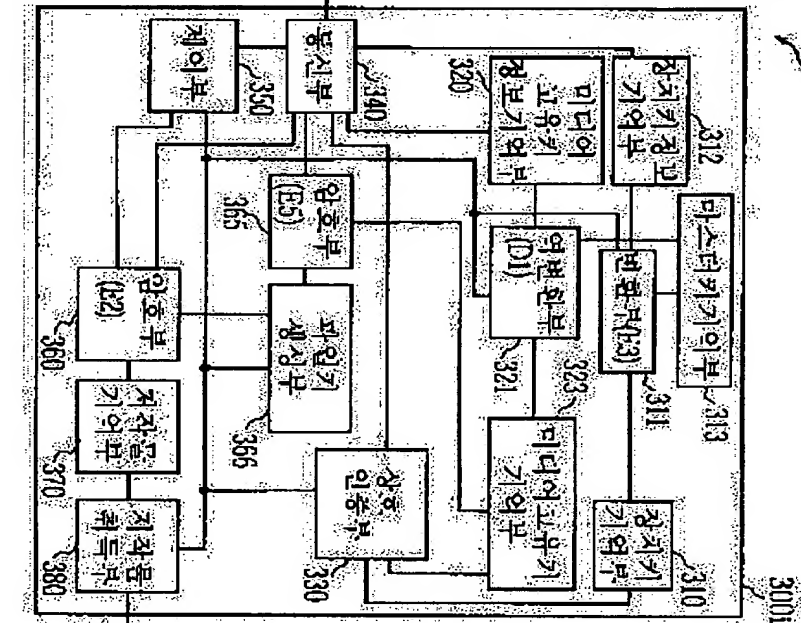 마스터키기억부
313
장치키정보
기억부
312
변환부(E3)
311
장치키
기억부
310
미디어
고유키
정보기억부
320
역변환부
(D1)
321
미디어고유키
기억부
323
통신부
340
암호부
(E5)
365
파일키
생성부
366
상호
인증부
330
제어부
350
암호부
(E2)
360
저작물
기억부
370
저작물
취득부
380
300i